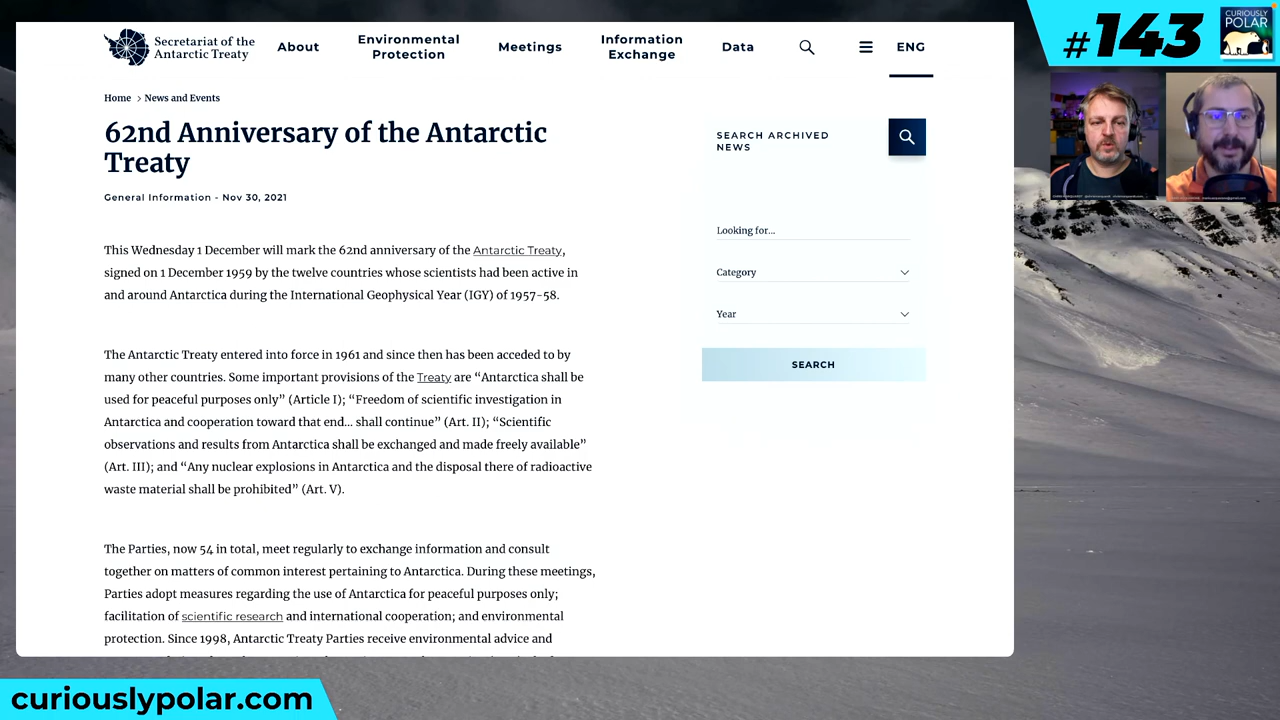 Secretariat of the
Antarctic Treaty
About
Environmental
Protection
Meetings
Information
Exchange
Data
ENG
#143
CURIOUSLY
POLAR
Home > News and Events
62nd Anniversary of the Antarctic
Treaty
General Information - Nov 30, 2021
SEARCH ARCHIVED
NEWS
Looking for...
Category
Year
SEARCH
This Wednesday 1 December will mark the 62nd anniversary of the Antarctic Treaty,
signed on 1 December 1959 by the twelve countries whose scientists had been active in
and around Antarctica during the International Geophysical Year (IGY) of 1957-58.
The Antarctic Treaty entered into force in 1961 and since then has been acceded to by
many other countries. Some important provisions of the Treaty are “Antarctica shall be
used for peaceful purposes only” (Article I); “Freedom of scientific investigation in
Antarctica and cooperation toward that end... shall continue” (Art. II); “Scientific
observations and results from Antarctica shall be exchanged and made freely available”
(Art. III); and “Any nuclear explosions in Antarctica and the disposal there of radioactive
waste material shall be prohibited” (Art. V).
The Parties, now 54 in total, meet regularly to exchange information and consult
together on matters of common interest pertaining to Antarctica. During these meetings,
Parties adopt measures regarding the use of Antarctica for peaceful purposes only;
facilitation of scientific research and international cooperation; and environmental
protection. Since 1998, Antarctic Treaty Parties receive environmental advice and
curiouslypolar.com